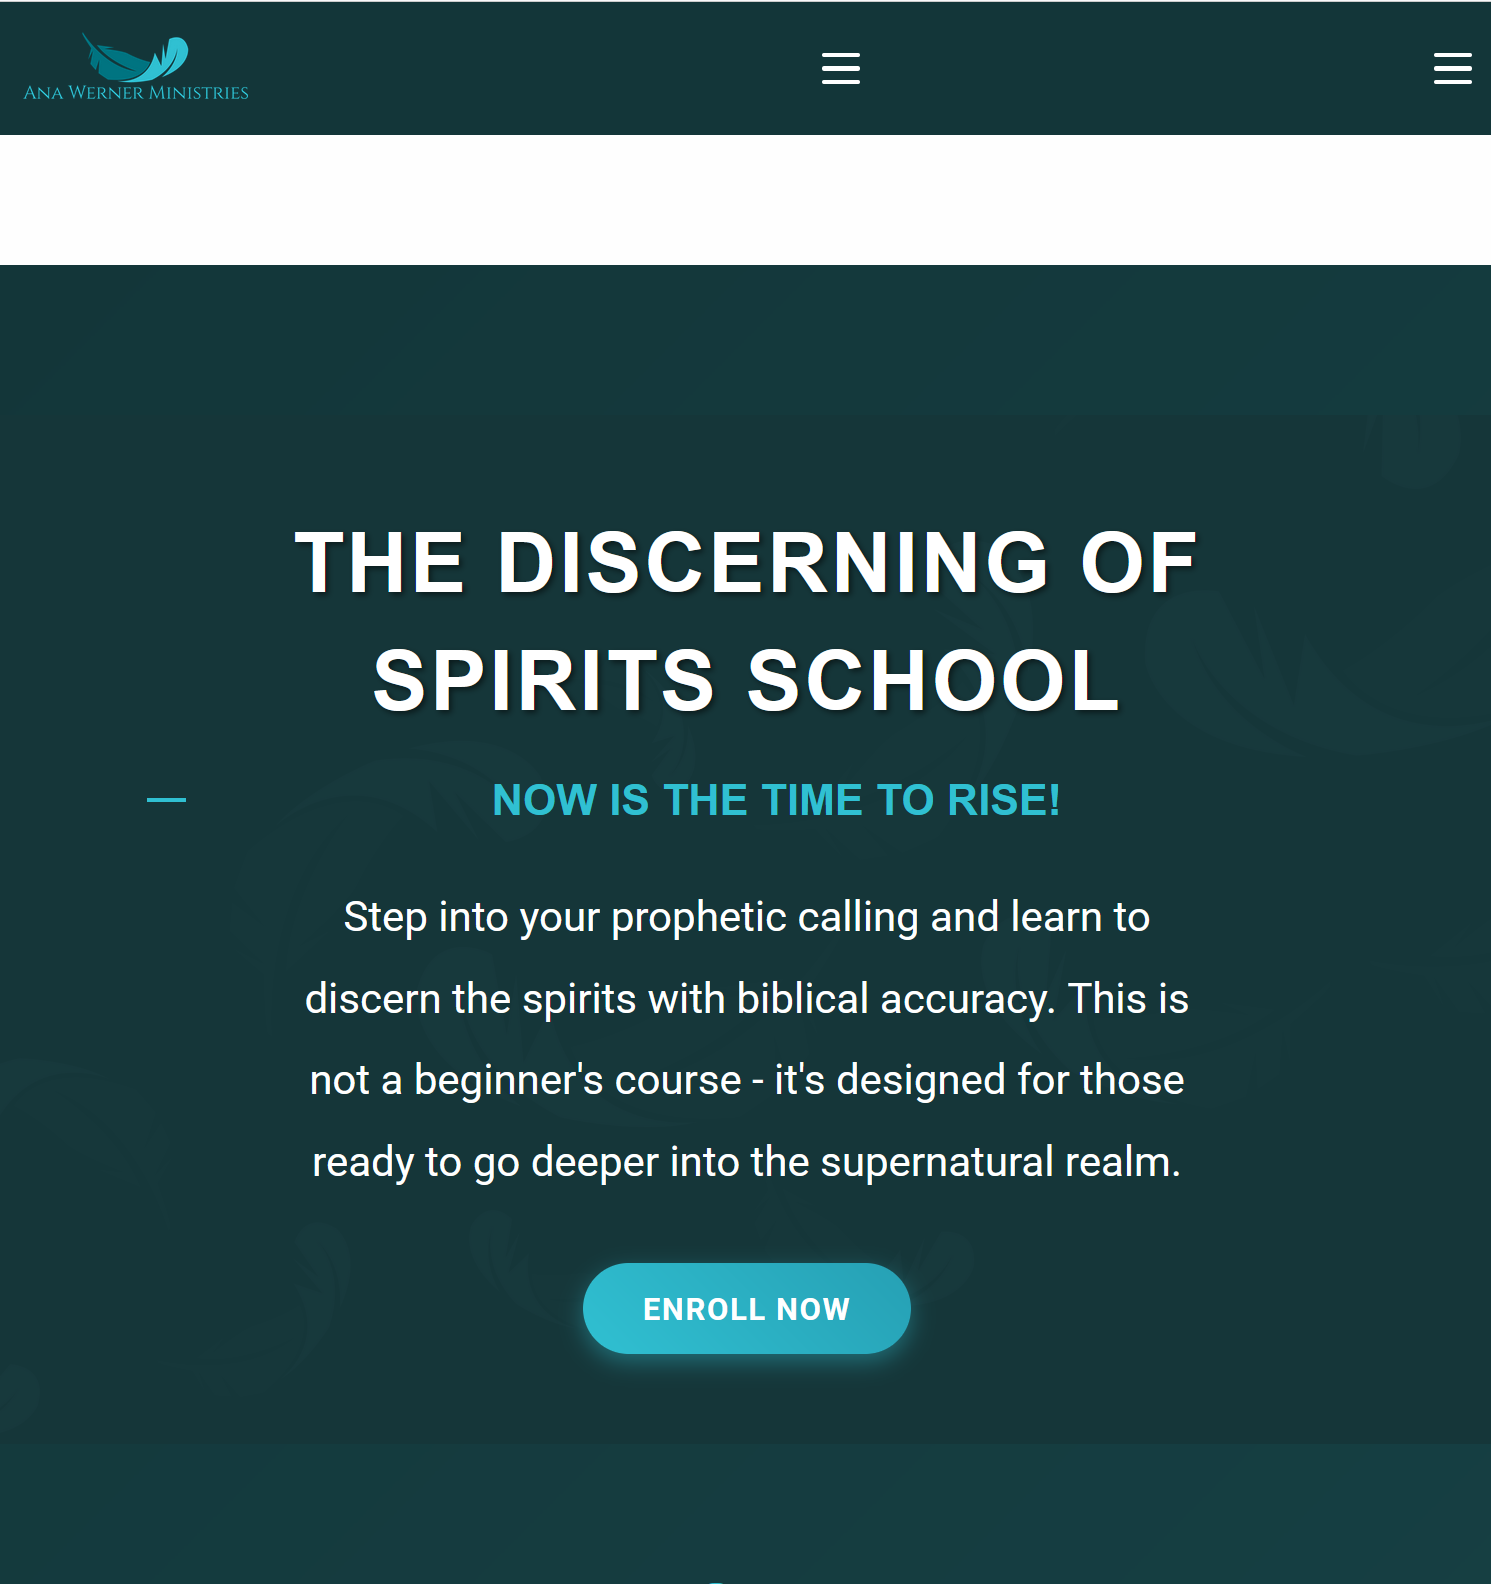 Ana Werner Ministries
THE DISCERNING OF
SPIRITS SCHOOL
NOW IS THE TIME TO RISE!
Step into your prophetic calling and learn to
discern the spirits with biblical accuracy. This is
not a beginner's course - it's designed for those
ready to go deeper into the supernatural realm.
ENROLL NOW